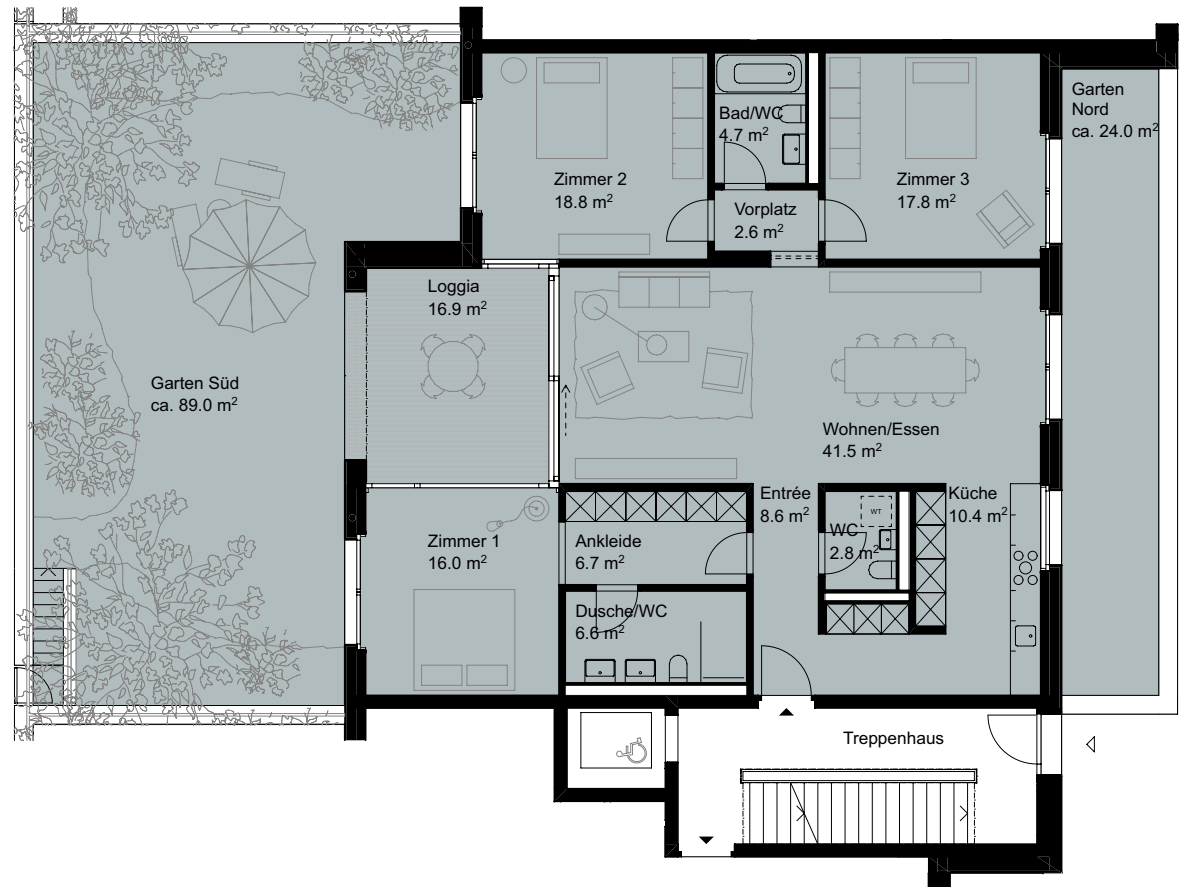 Garten
Nord
ca. 24.0 m²
Bad/WC
4.7 m²
Zimmer 2
18.8 m²
Zimmer 3
17.8 m²
Vorplatz
2.6 m²
Loggia
16.9 m²
Garten Süd
ca. 89.0 m²
Wohnen/Essen
41.5 m²
Entrée
8.6 m²
Küche
10.4 m²
WT
WC
2.8 m²
Zimmer 1
16.0 m²
Ankleide
6.7 m²
Dusche/WC
6.6 m²
Treppenhaus